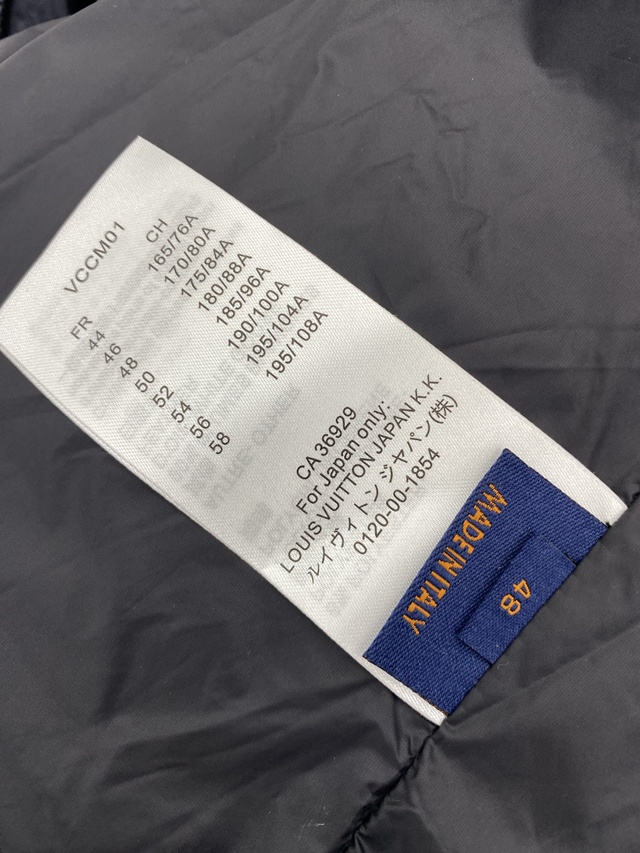 VCCM01
FR CH
44 165/76A
46 170/80A
48 175/84A
50 180/88A
52 185/96A
54 190/100A
56 195/104A
58 195/108A
CA 36929
For Japan only:
LOUIS VUITTON JAPAN K.K.
ルイヴィトン ジャパン(株)
0120-00-1854
MADE IN ITALY
48